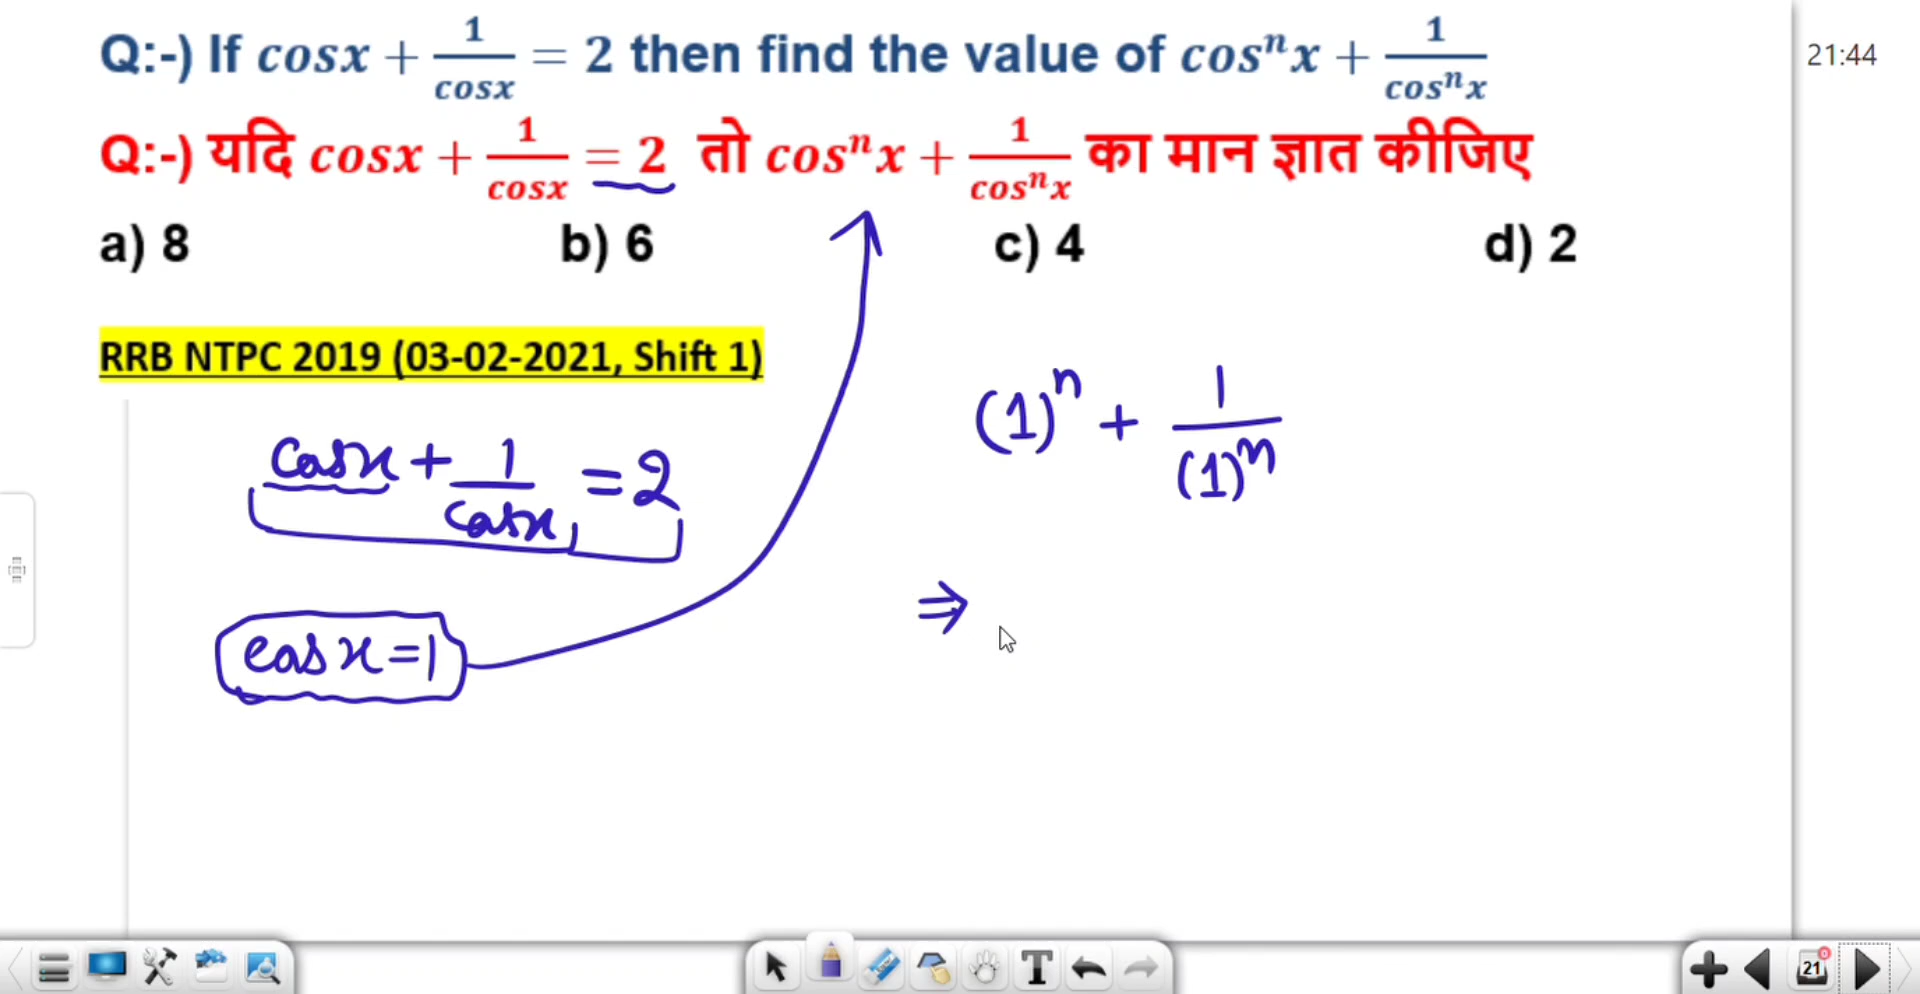 Q:-) If cosx + 1/cosx = 2 then find the value of cosⁿx + 1/cosⁿx
21:44
Q:-) यदि cosx + 1/cosx = 2 तो cosⁿx + 1/cosⁿx का मान ज्ञात कीजिए
a) 8 b) 6 c) 4 d) 2
RRB NTPC 2019 (03-02-2021, Shift 1)
cosx + 1/cosx = 2
(1)ⁿ + 1/(1)ⁿ
cosx = 1
⇒
T
21
0